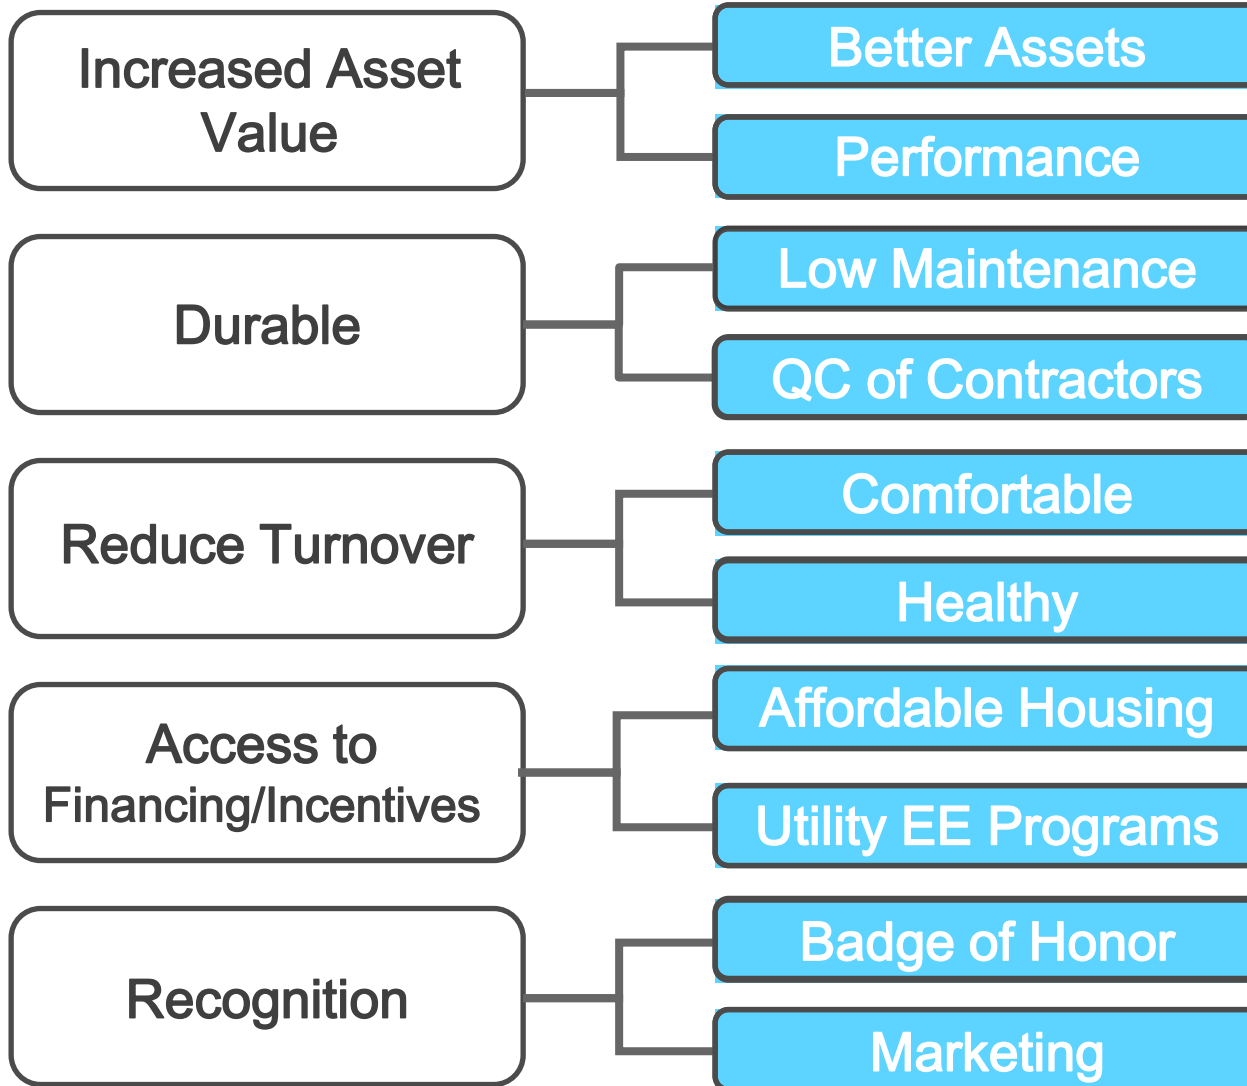 Increased Asset
Value
Better Assets
Performance
Durable
Low Maintenance
QC of Contractors
Reduce Turnover
Comfortable
Healthy
Access to
Financing/Incentives
Affordable Housing
Utility EE Programs
Recognition
Badge of Honor
Marketing